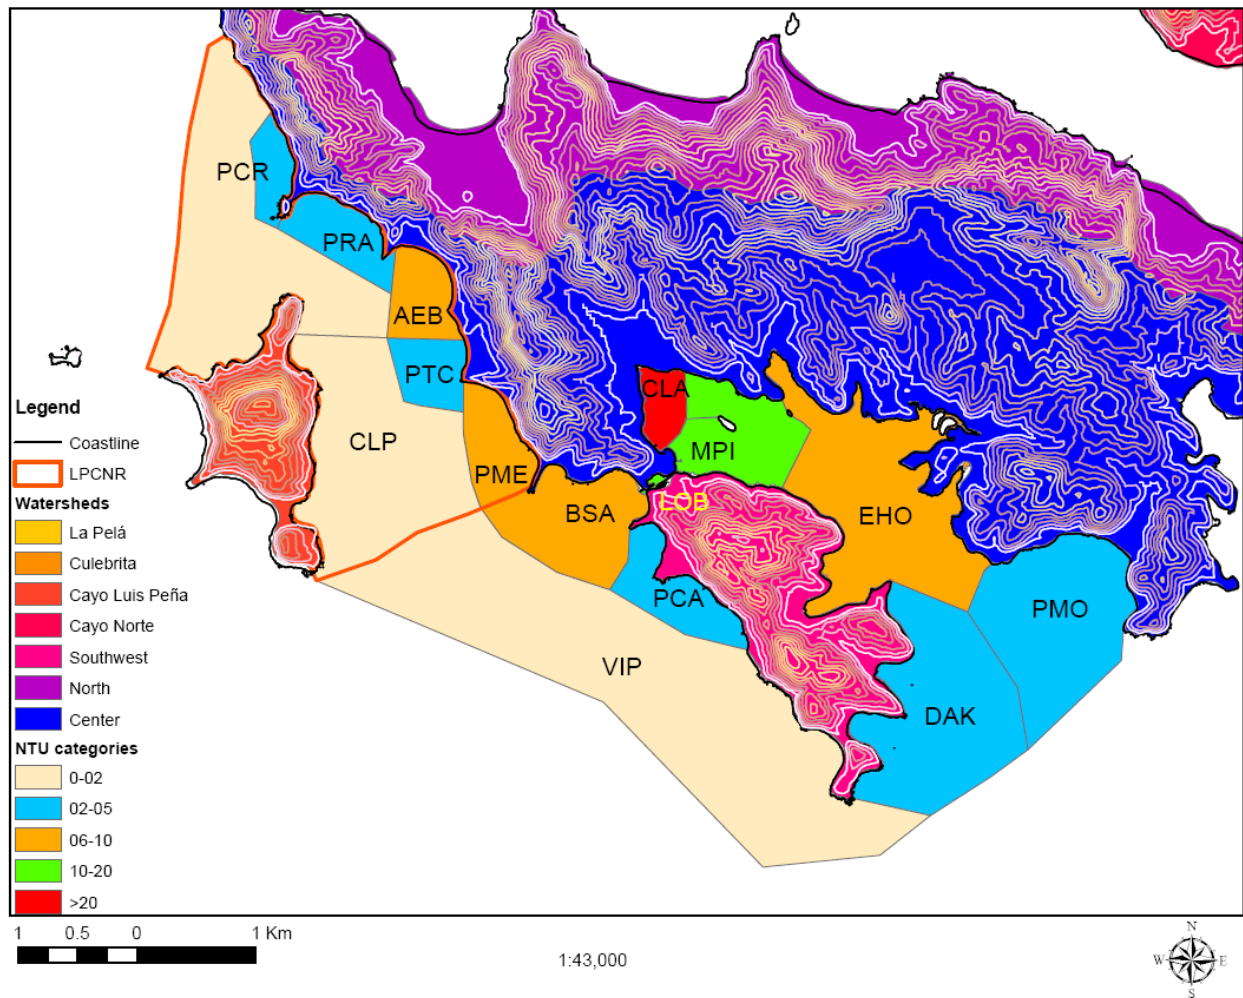 PCR
PRA
AEB
PTC
CLA
CLP
MPI
PME
LOB
BSA
EHO
PCA
PMO
VIP
DAK
Legend
Coastline
LPCNR
Watersheds
La Pelá
Culebrita
Cayo Luis Peña
Cayo Norte
Southwest
North
Center
NTU categories
0-02
02-05
06-10
10-20
>20
1 0.5 0 1 Km
1:43,000
N
W E
S